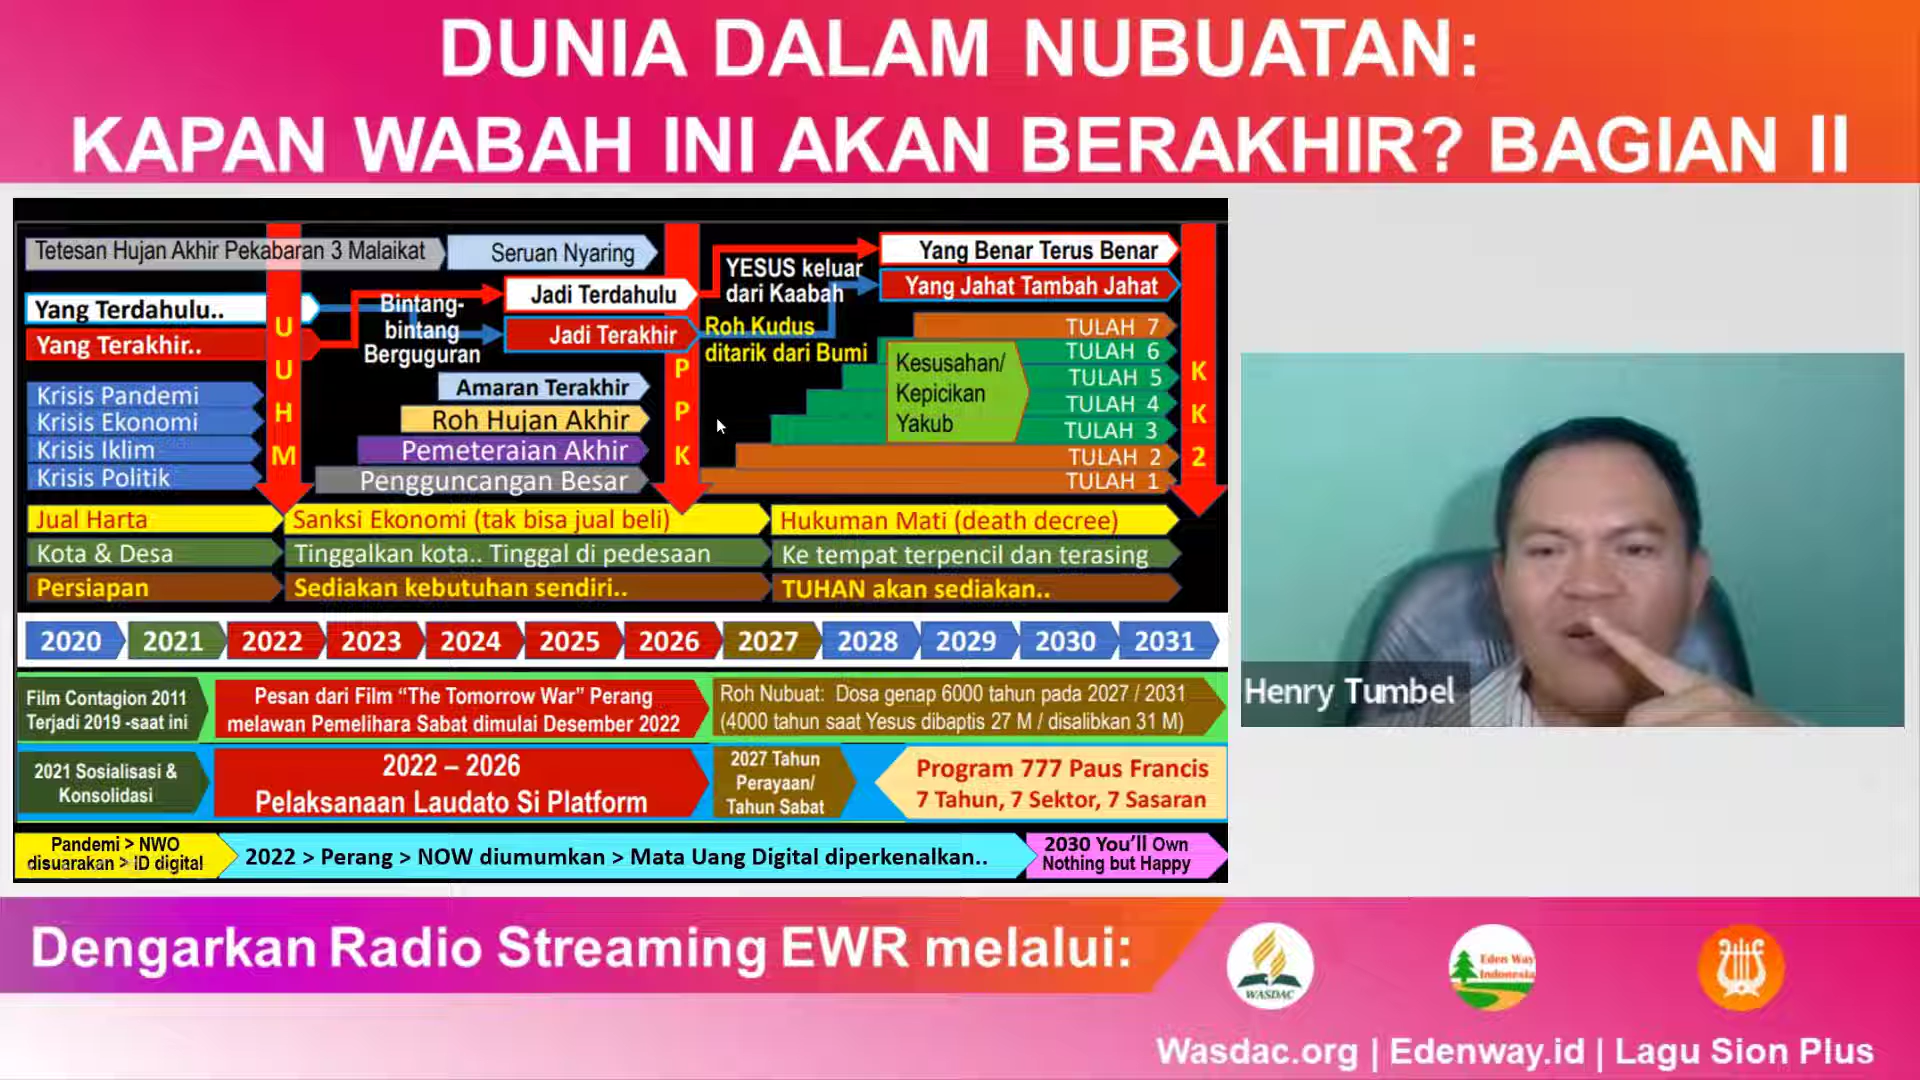 DUNIA DALAM NUBUATAN:
KAPAN WABAH INI AKAN BERAKHIR? BAGIAN II
Tetesan Hujan Akhir Pekabaran 3 Malaikat
Seruan Nyaring
Yang Terdahulu..
Yang Terakhir..
UUHM
Bintang-
bintang
Berguguran
Jadi Terdahulu
Jadi Terakhir
Amaran Terakhir
Roh Hujan Akhir
Pemeteraian Akhir
Pengguncangan Besar
Krisis Pandemi
Krisis Ekonomi
Krisis Iklim
Krisis Politik
PPK
YESUS keluar
dari Kaabah
Roh Kudus
ditarik dari Bumi
Yang Benar Terus Benar
Yang Jahat Tambah Jahat
TULAH 7
TULAH 6
TULAH 5
TULAH 4
TULAH 3
TULAH 2
TULAH 1
Kesusahan/
Kepicikan
Yakub
KK2
Jual Harta
Sanksi Ekonomi (tak bisa jual beli)
Hukuman Mati (death decree)
Kota & Desa
Tinggalkan kota.. Tinggal di pedesaan
Ke tempat terpencil dan terasing
Persiapan
Sediakan kebutuhan sendiri..
TUHAN akan sediakan..
2020 2021 2022 2023 2024 2025 2026 2027 2028 2029 2030 2031
Film Contagion 2011
Terjadi 2019 -saat ini
Pesan dari Film “The Tomorrow War” Perang
melawan Pemelihara Sabat dimulai Desember 2022
Roh Nubuat: Dosa genap 6000 tahun pada 2027 / 2031
(4000 tahun saat Yesus dibaptis 27 M / disalibkan 31 M)
2021 Sosialisasi &
Konsolidasi
2022 – 2026
Pelaksanaan Laudato Si Platform
2027 Tahun
Perayaan/
Tahun Sabat
Program 777 Paus Francis
7 Tahun, 7 Sektor, 7 Sasaran
Pandemi > NWO
disuarakan > ID digital
2022 > Perang > NOW diumumkan > Mata Uang Digital diperkenalkan..
2030 You’ll Own
Nothing but Happy
Henry Tumbel
Dengarkan Radio Streaming EWR melalui:
WASDAC
Eden Way
Indonesia
Wasdac.org | Edenway.id | Lagu Sion Plus